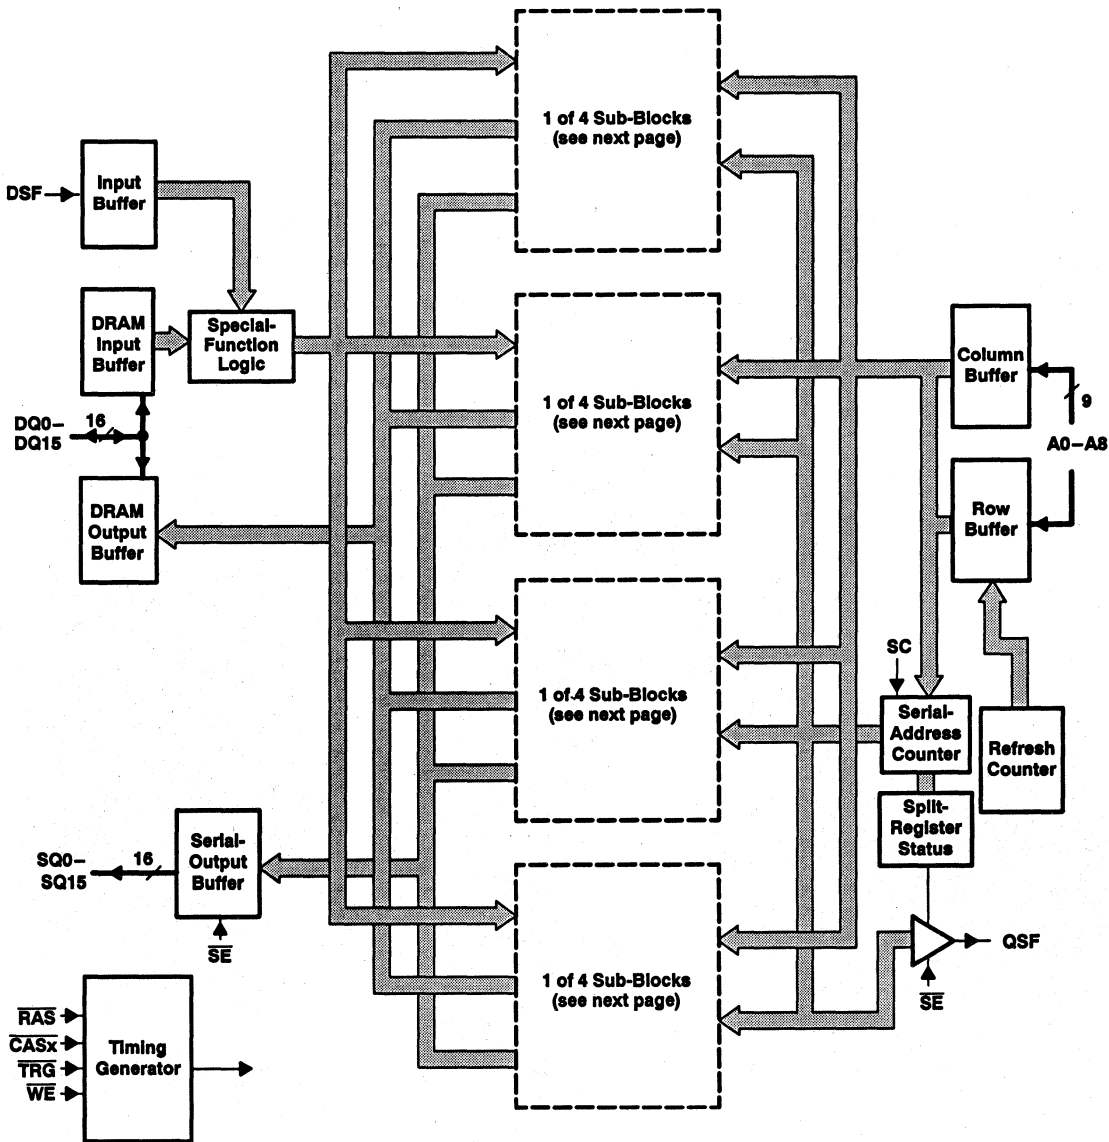 1 of 4 Sub-Blocks
(see next page)
DSF
Input
Buffer
DRAM
Input
Buffer
Special-
Function
Logic
1 of 4 Sub-Blocks
(see next page)
Column
Buffer
9
DQ0–
DQ15
16
A0–A8
DRAM
Output
Buffer
Row
Buffer
1 of 4 Sub-Blocks
(see next page)
SC
Serial-
Address
Counter
Refresh
Counter
Split-
Register
Status
SQ0–
SQ15
16
Serial-
Output
Buffer
SE
1 of 4 Sub-Blocks
(see next page)
QSF
SE
RAS
CASx
TRG
WE
Timing
Generator